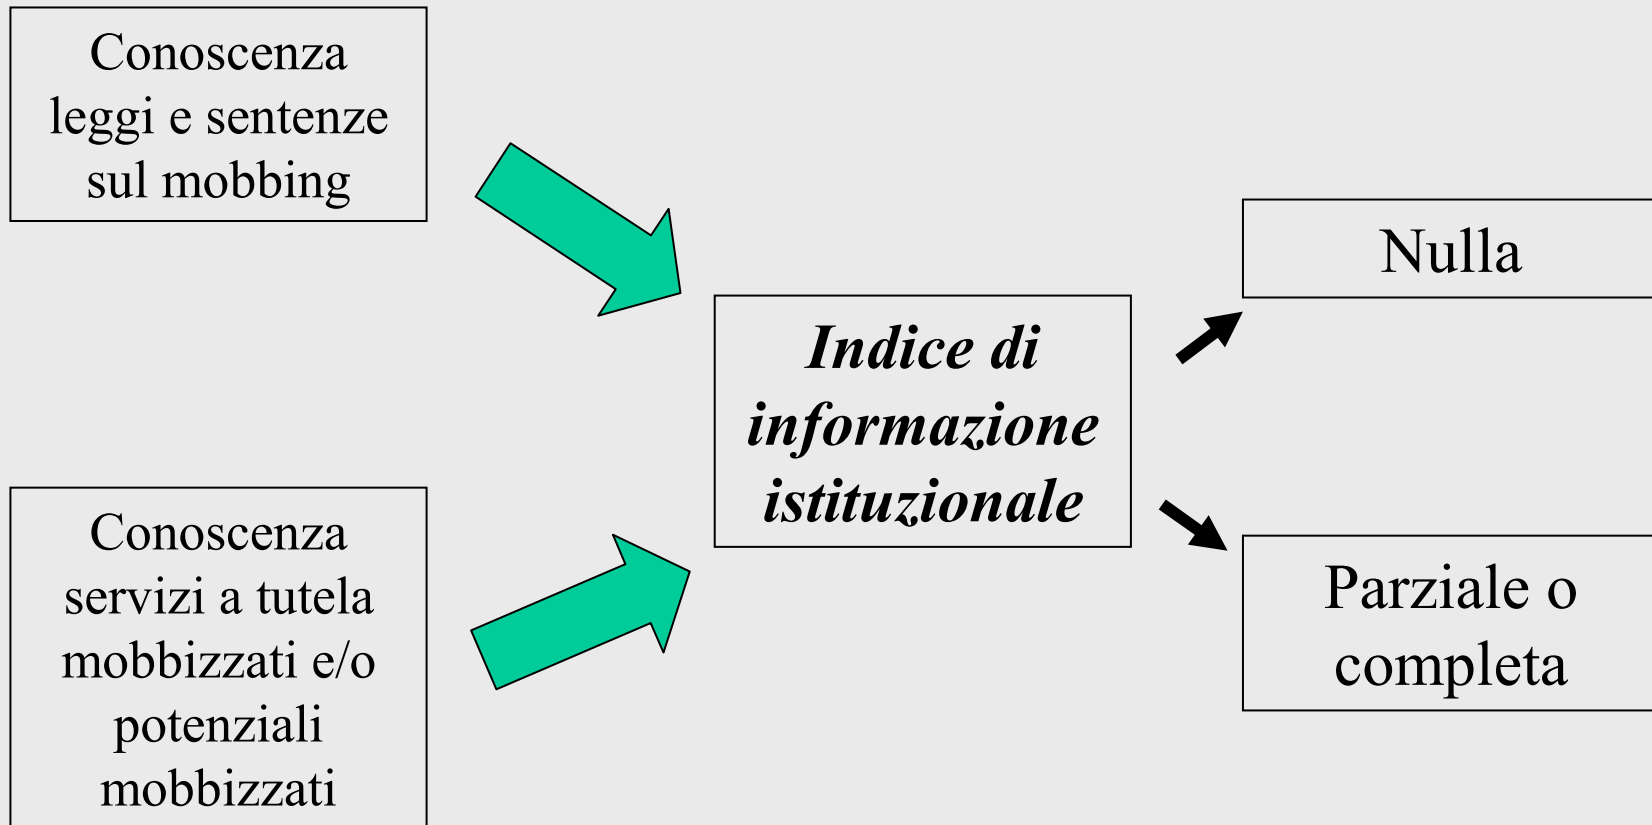 Conoscenza
leggi e sentenze
sul mobbing
Conoscenza
servizi a tutela
mobbizzati e/o
potenziali
mobbizzati
Indice di
informazione
istituzionale
Nulla
Parziale o
completa